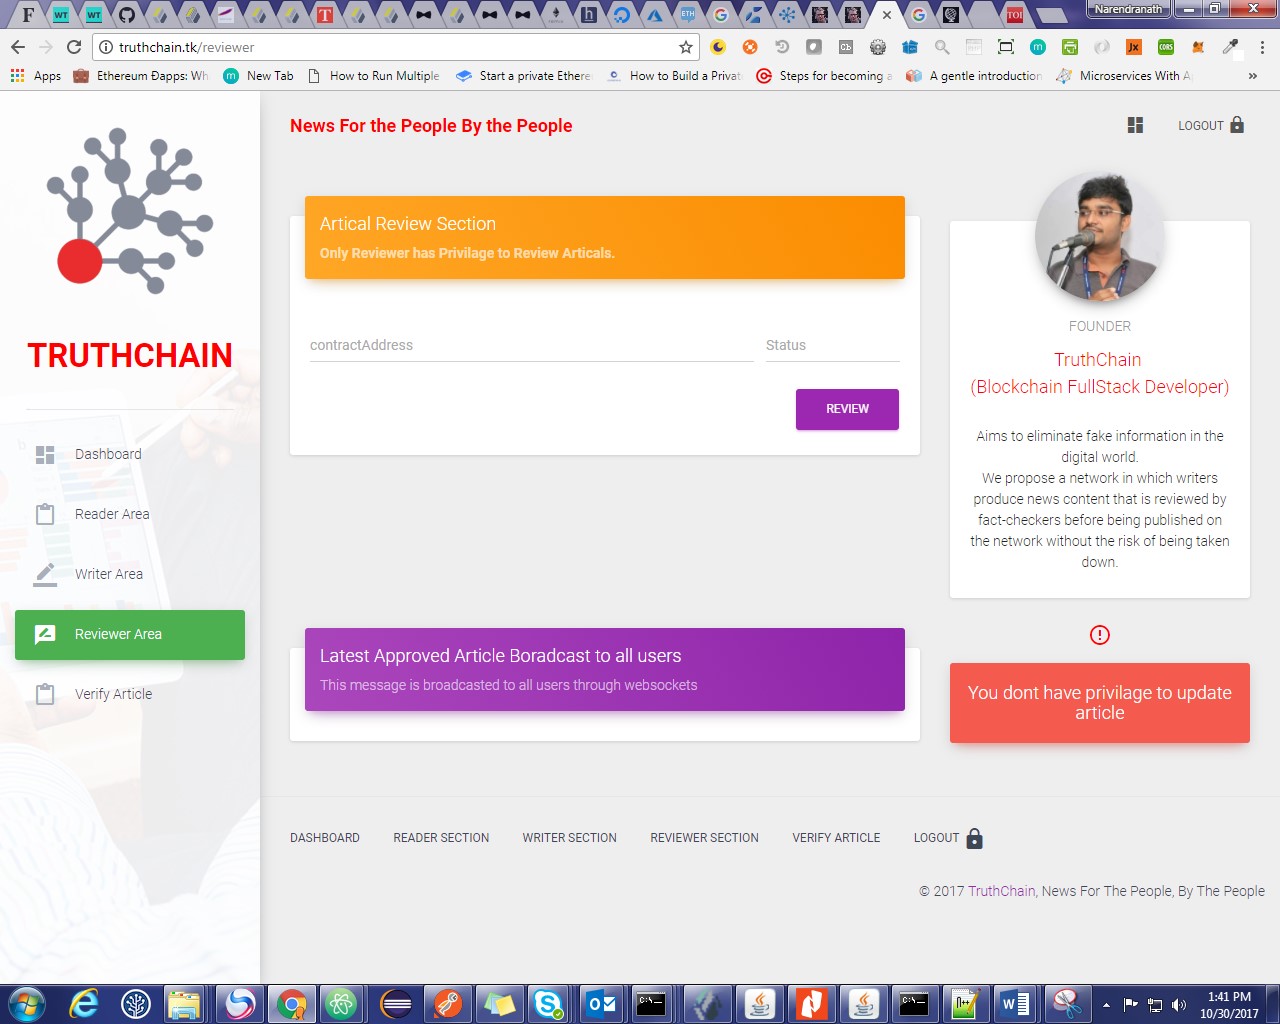 Narendranath
truthchain.tk/reviewer
Apps
Ethereum Ðapps: Wh
New Tab
How to Run Multiple
Start a private Ethere
How to Build a Privat
Steps for becoming a
A gentle introduction
Microservices With A
News For the People By the People
LOGOUT
TRUTHCHAIN
Dashboard
Reader Area
Writer Area
Reviewer Area
Verify Article
Artical Review Section
Only Reviewer has Privilage to Review Articals.
contractAddress
Status
REVIEW
FOUNDER
TruthChain
(Blockchain FullStack Developer)
Aims to eliminate fake information in the
digital world.
We propose a network in which writers
produce news content that is reviewed by
fact-checkers before being published on
the network without the risk of being taken
down.
Latest Approved Article Boradcast to all users
This message is broadcasted to all users through websockets
You dont have privilage to update
article
DASHBOARD
READER SECTION
WRITER SECTION
REVIEWER SECTION
VERIFY ARTICLE
LOGOUT
© 2017 TruthChain, News For The People, By The People
1:41 PM
10/30/2017